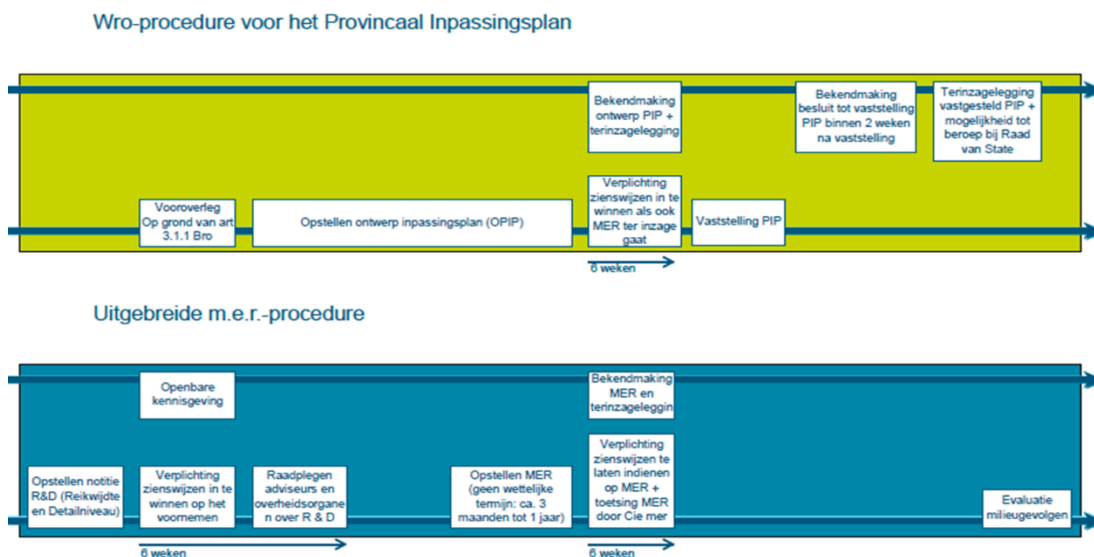 Wro-procedure voor het Provincaal Inpassingsplan
Bekendmaking
ontwerp PIP +
terinzagelegging
Bekendmaking
besluit tot vaststelling
PIP binnen 2 weken
na vaststelling
Terinzagelegging
vastgesteld PIP +
mogelijkheid tot
beroep bij Raad
van State
Vooroverleg
Op grond van art
3.1.1 Bro
Opstellen ontwerp inpassingsplan (OPIP)
Verplichting
zienswijzen in te
winnen als ook
MER ter inzage
gaat
Vaststelling PIP
6 weken
Uitgebreide m.e.r.-procedure
Openbare
kennisgeving
Bekendmaking
MER en
terinzageleggin
Opstellen notitie
R&D (Reikwijdte
en Detailniveau)
Verplichting
zienswijzen in te
winnen op het
voornemen
Raadplegen
adviseurs en
overheidsorgane
n over R & D
Opstellen MER
(geen wettelijke
termijn: ca. 3
maanden tot 1 jaar)
Verplichting
zienswijzen te
laten indienen
op MER +
toetsing MER
door Cie mer
Evaluatie
milieugevolgen
6 weken
6 weken